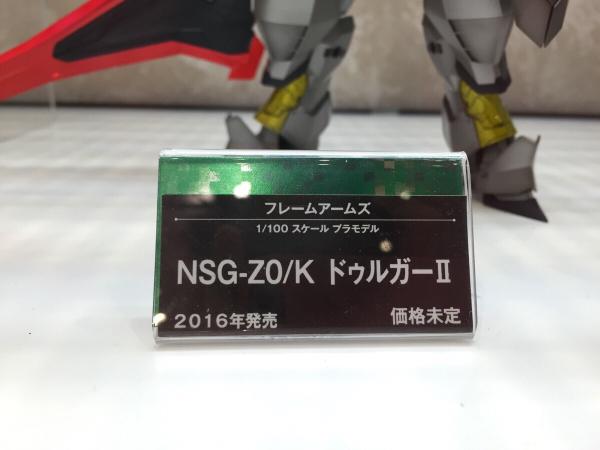 フレームアームズ
1/100 スケール プラモデル
NSG-Z0/K ドゥルガーII
2016年発売 価格未定